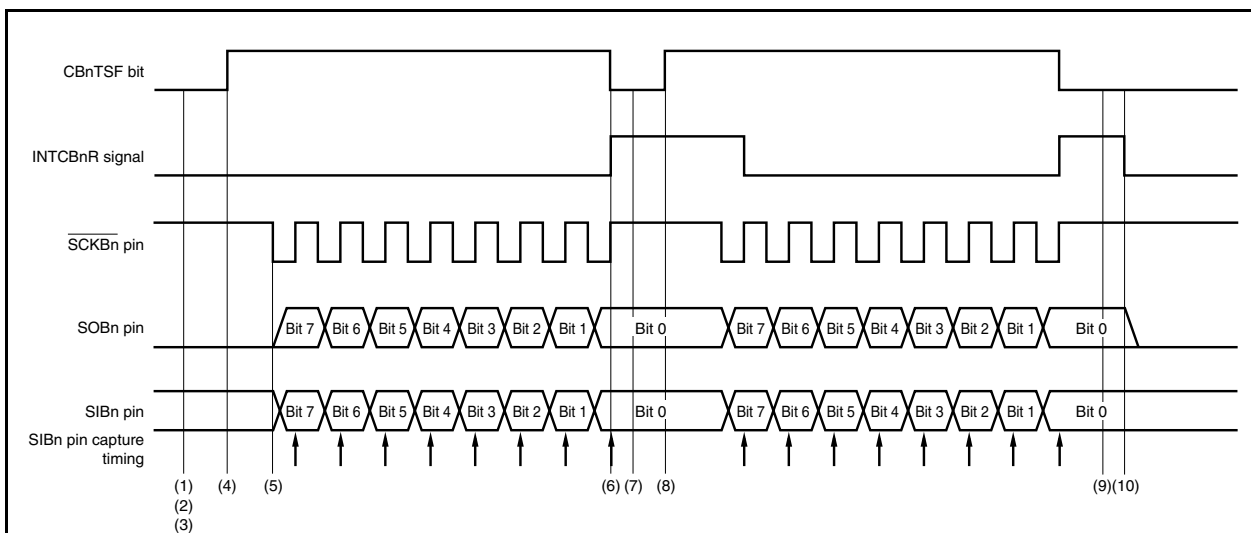 CBnTSF bit
INTCBnR signal
SCKBn pin
SOBn pin
Bit 7 Bit 6 Bit 5 Bit 4 Bit 3 Bit 2 Bit 1 Bit 0 Bit 7 Bit 6 Bit 5 Bit 4 Bit 3 Bit 2 Bit 1 Bit 0
SIBn pin
Bit 7 Bit 6 Bit 5 Bit 4 Bit 3 Bit 2 Bit 1 Bit 0 Bit 7 Bit 6 Bit 5 Bit 4 Bit 3 Bit 2 Bit 1 Bit 0
SIBn pin capture
timing
(1) (4) (5) (6) (7) (8) (9) (10)
(2)
(3)